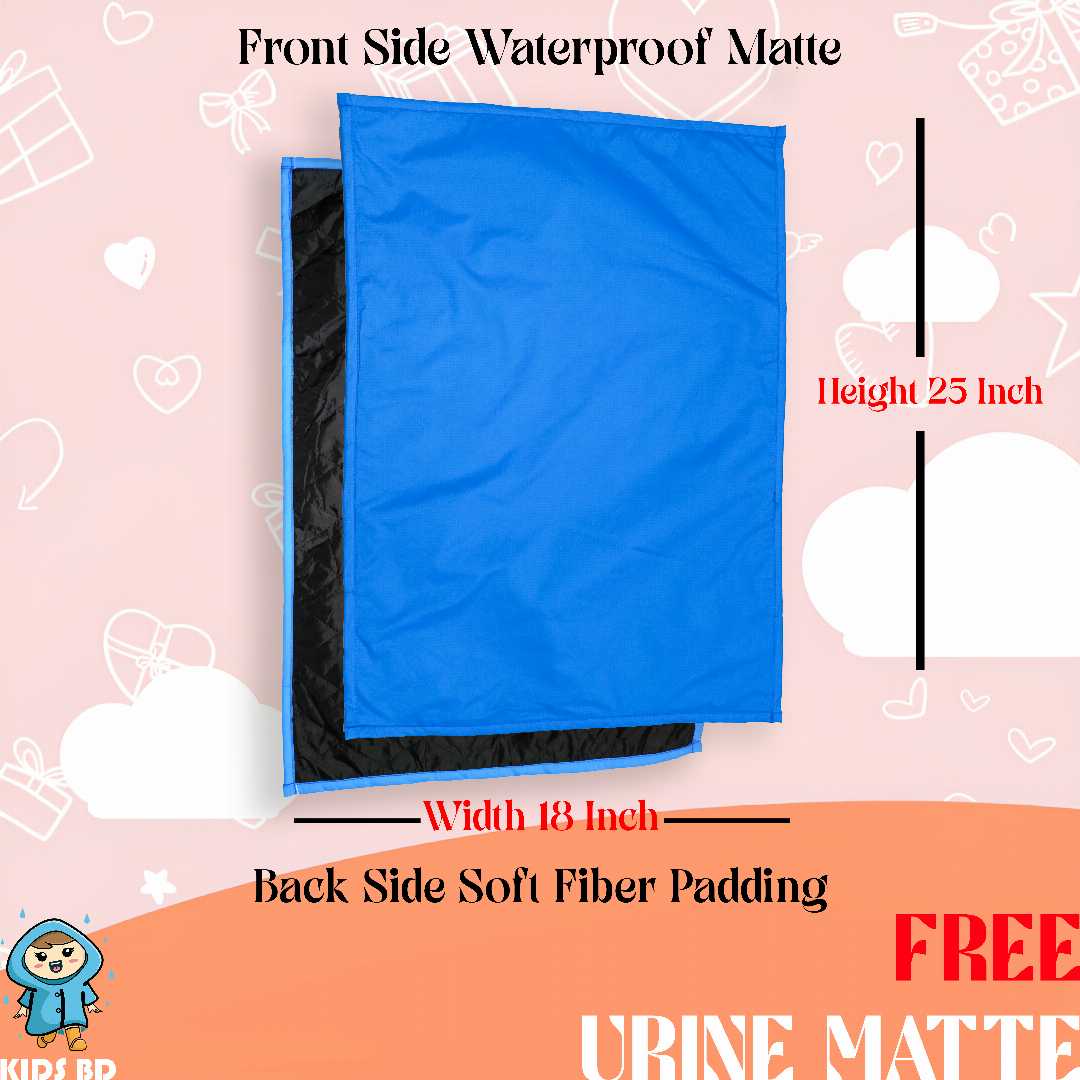 Front Side Waterproof Matte
Height 25 Inch
Width 18 Inch
Back Side Soft Fiber Padding
FREE
URINE MATTE
KIDS BD